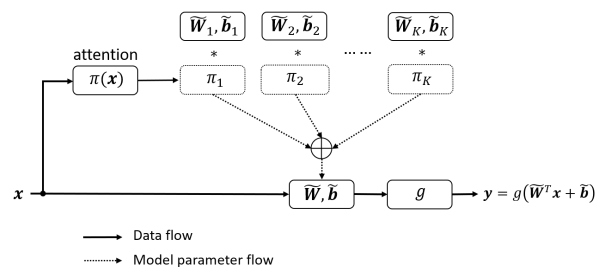 W̃₁, b̃₁ W̃₂, b̃₂ W̃_K, b̃_K
* * ⋯⋯ *
attention
π(x) π₁ π₂ π_K
x W̃, b̃ g y = g(W̃ᵀx + b̃)
Data flow
Model parameter flow